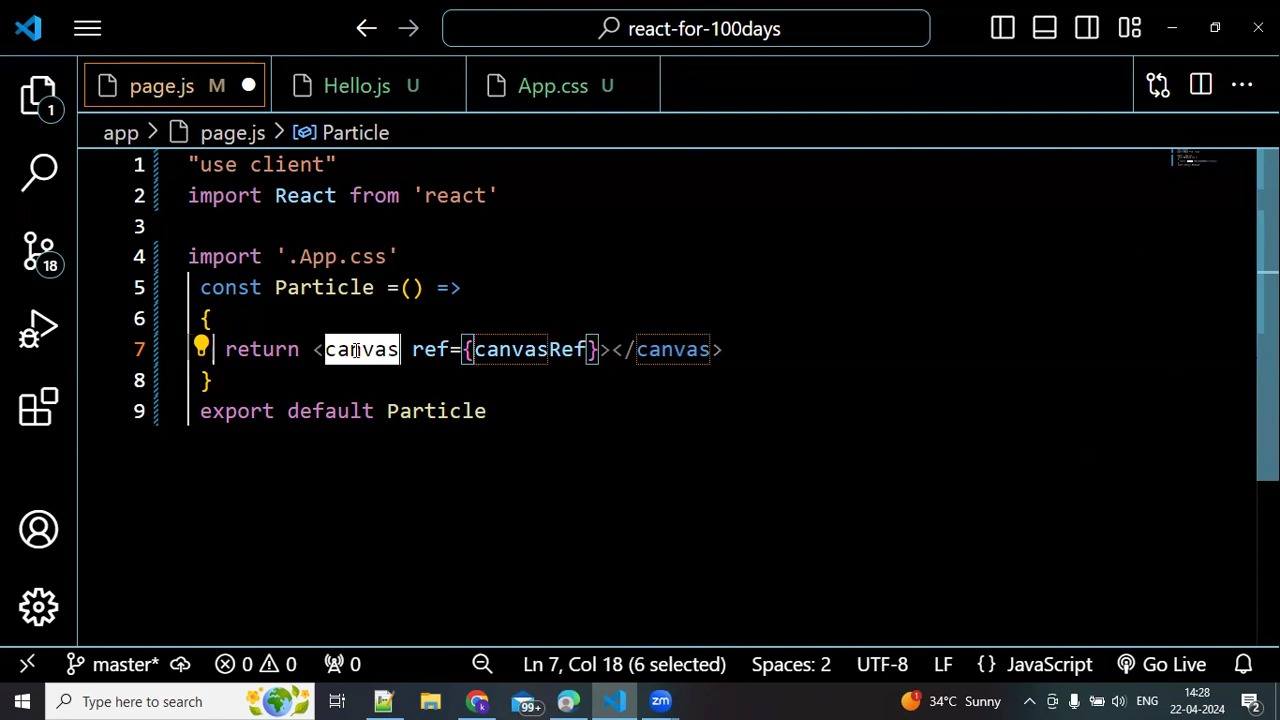 react-for-100days
page.js M
Hello.js U
App.css U
app > page.js > Particle
1 "use client"
2 import React from 'react'
3
4 import '.App.css'
5 const Particle =() =>
6 {
7 return <canvas ref={canvasRef}></canvas>
8 }
9 export default Particle
1
18
master* 0 0 0 Ln 7, Col 18 (6 selected) Spaces: 2 UTF-8 LF {} JavaScript Go Live
Type here to search
99+
34°C Sunny
ENG
14:28
22-04-2024
2